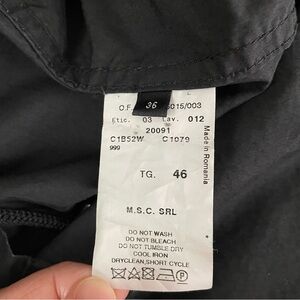 36
O.F. 5015/003
Etic. 03 Lav. 012
20091
C1B52W C1079
999
Made in Romania
TG. 46
M.S.C. SRL
DO NOT WASH
DO NOT BLEACH
DO NOT TUMBLE DRY
COOL IRON
DRYCLEAN,SHORT CYCLE
P